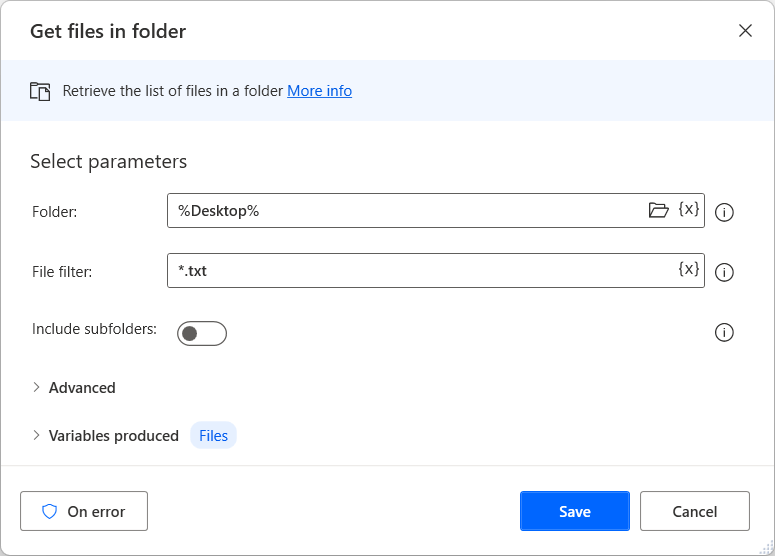 Get files in folder
Retrieve the list of files in a folder More info
Select parameters
Folder: %Desktop% {x}
File filter: *.txt {x}
Include subfolders:
Advanced
Variables produced Files
On error Save Cancel